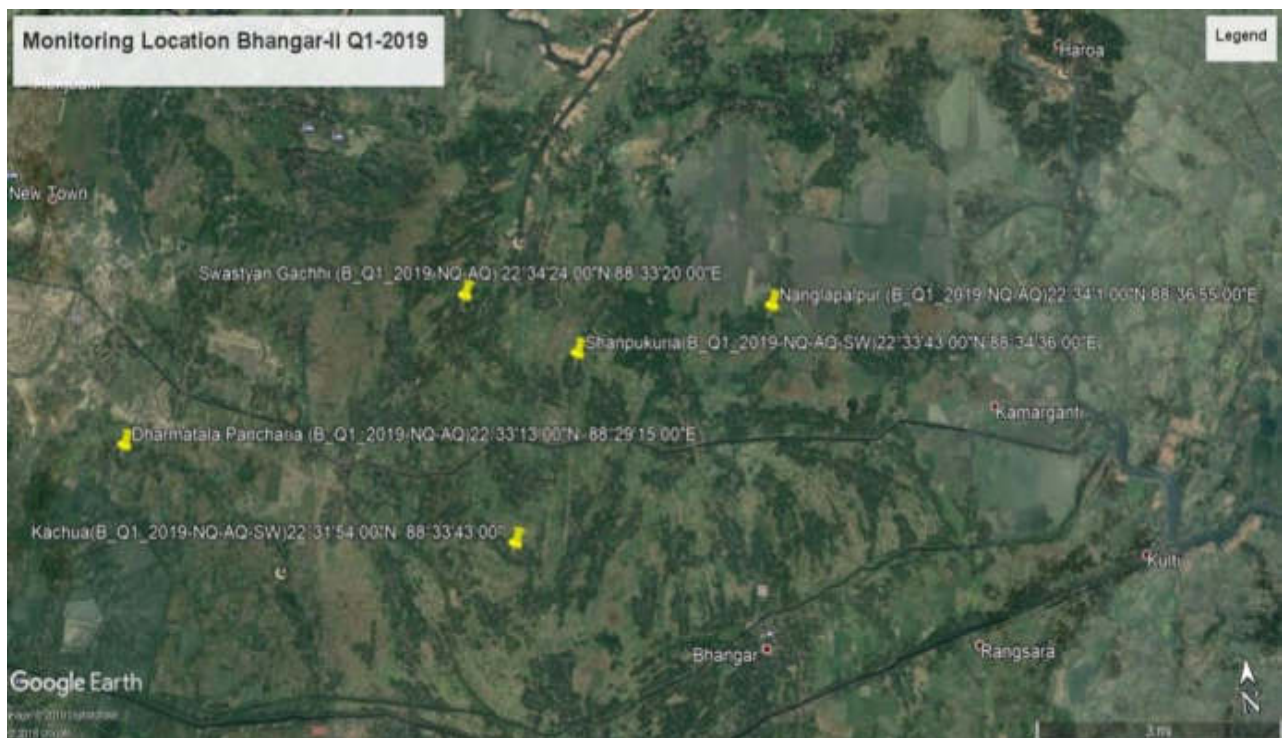 Monitoring Location Bhangar-II Q1-2019
Legend
Haroa
New Town
Swastyan Gachhi (B_Q1_2019-NQ-AQ) 22°34'24.00"N 88°33'20.00"E
Nanglapalpur (B_Q1_2019-NQ-AQ)22°34'1.00"N 88°36'55.00"E
Shanpukuria(B_Q1_2019-NQ-AQ-SW)22°33'43.00"N 88°34'36.00"E
Kamarganti
Dharmatala Panchana (B_Q1_2019-NQ-AQ)22°33'13.00"N 88°29'15.00"E
Kachua(B_Q1_2019-NQ-AQ-SW)22°31'54.00"N 88°33'43.00"
Kulti
Bhangar
Rangsara
Google Earth
N
3 mi